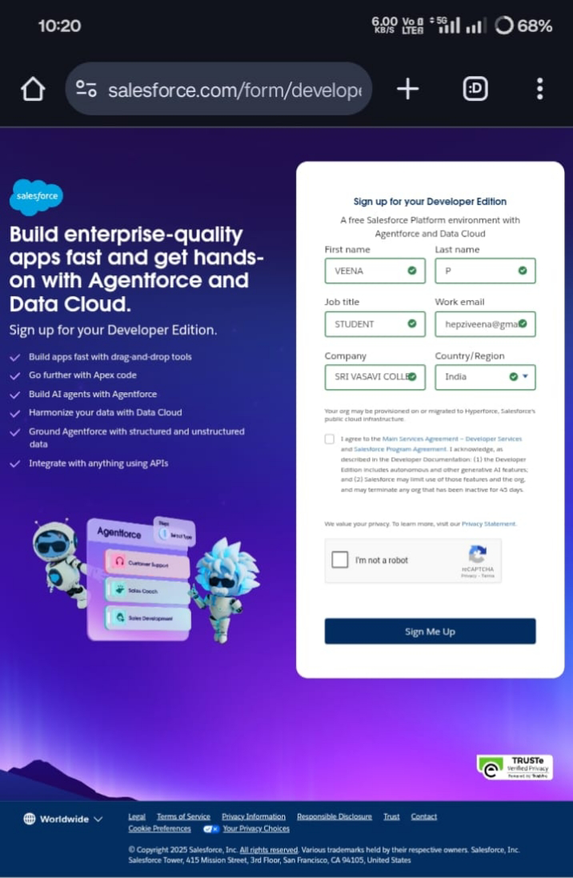 10:20
6.00 KB/S Vo LTE 5G 68%
salesforce.com/form/develop
:D
salesforce
Build enterprise-quality
apps fast and get hands-
on with Agentforce and
Data Cloud.
Sign up for your Developer Edition.
Build apps fast with drag-and-drop tools
Go further with Apex code
Build AI agents with Agentforce
Harmonize your data with Data Cloud
Ground Agentforce with structured and unstructured
data
Integrate with anything using APIs
Agentforce
Customer Support
Sales Coach
Sales Development
Sign up for your Developer Edition
A free Salesforce Platform environment with
Agentforce and Data Cloud
First name Last name
VEENA P
Job title Work email
STUDENT hepziveena@gma
Company Country/Region
SRI VASAVI COLLE India
Your org may be provisioned on or migrated to Hyperforce, Salesforce's
public cloud infrastructure.
I agree to the Main Services Agreement – Developer Services
and Salesforce Program Agreement. I acknowledge, as
described in the Developer Documentation: (1) the Developer
Edition includes autonomous and other generative AI features;
and (2) Salesforce may limit use of those features and the org,
and may terminate any org that has been inactive for 45 days.
We value your privacy. To learn more, visit our Privacy Statement.
I'm not a robot
reCAPTCHA
Privacy - Terms
Sign Me Up
TRUSTe
Verified Privacy
Powered by TrustArc
Worldwide
Legal Terms of Service Privacy Information Responsible Disclosure Trust Contact
Cookie Preferences Your Privacy Choices
© Copyright 2025 Salesforce, Inc. All rights reserved. Various trademarks held by their respective owners. Salesforce, Inc.
Salesforce Tower, 415 Mission Street, 3rd Floor, San Francisco, CA 94105, United States